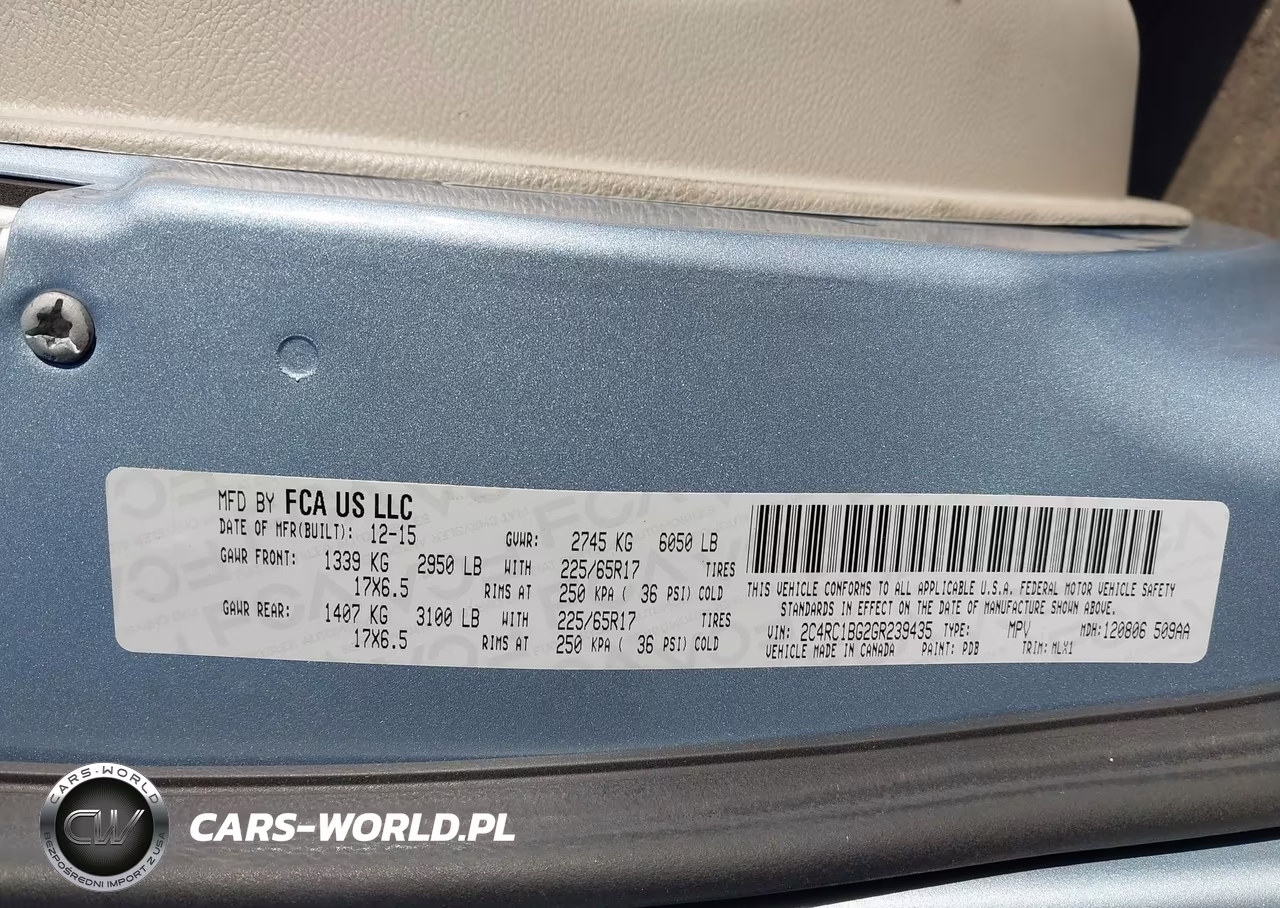 MFD BY FCA US LLC
DATE OF MFR(BUILT): 12-15 GVWR: 2745 KG 6050 LB
GAWR FRONT: 1339 KG 2950 LB WITH 225/65R17 TIRES
17X6.5 RIMS AT 250 KPA ( 36 PSI) COLD
GAWR REAR: 1407 KG 3100 LB WITH 225/65R17 TIRES
17X6.5 RIMS AT 250 KPA ( 36 PSI) COLD
THIS VEHICLE CONFORMS TO ALL APPLICABLE U.S.A. FEDERAL MOTOR VEHICLE SAFETY
STANDARDS IN EFFECT ON THE DATE OF MANUFACTURE SHOWN ABOVE.
VIN: 2C4RC1BG2GR239435 TYPE: MPV MDH:120806 509AA
VEHICLE MADE IN CANADA PAINT: PDB TRIM: MLX1
CARS-WORLD
CW
BEZPOŚREDNI IMPORT Z USA
CARS-WORLD.PL